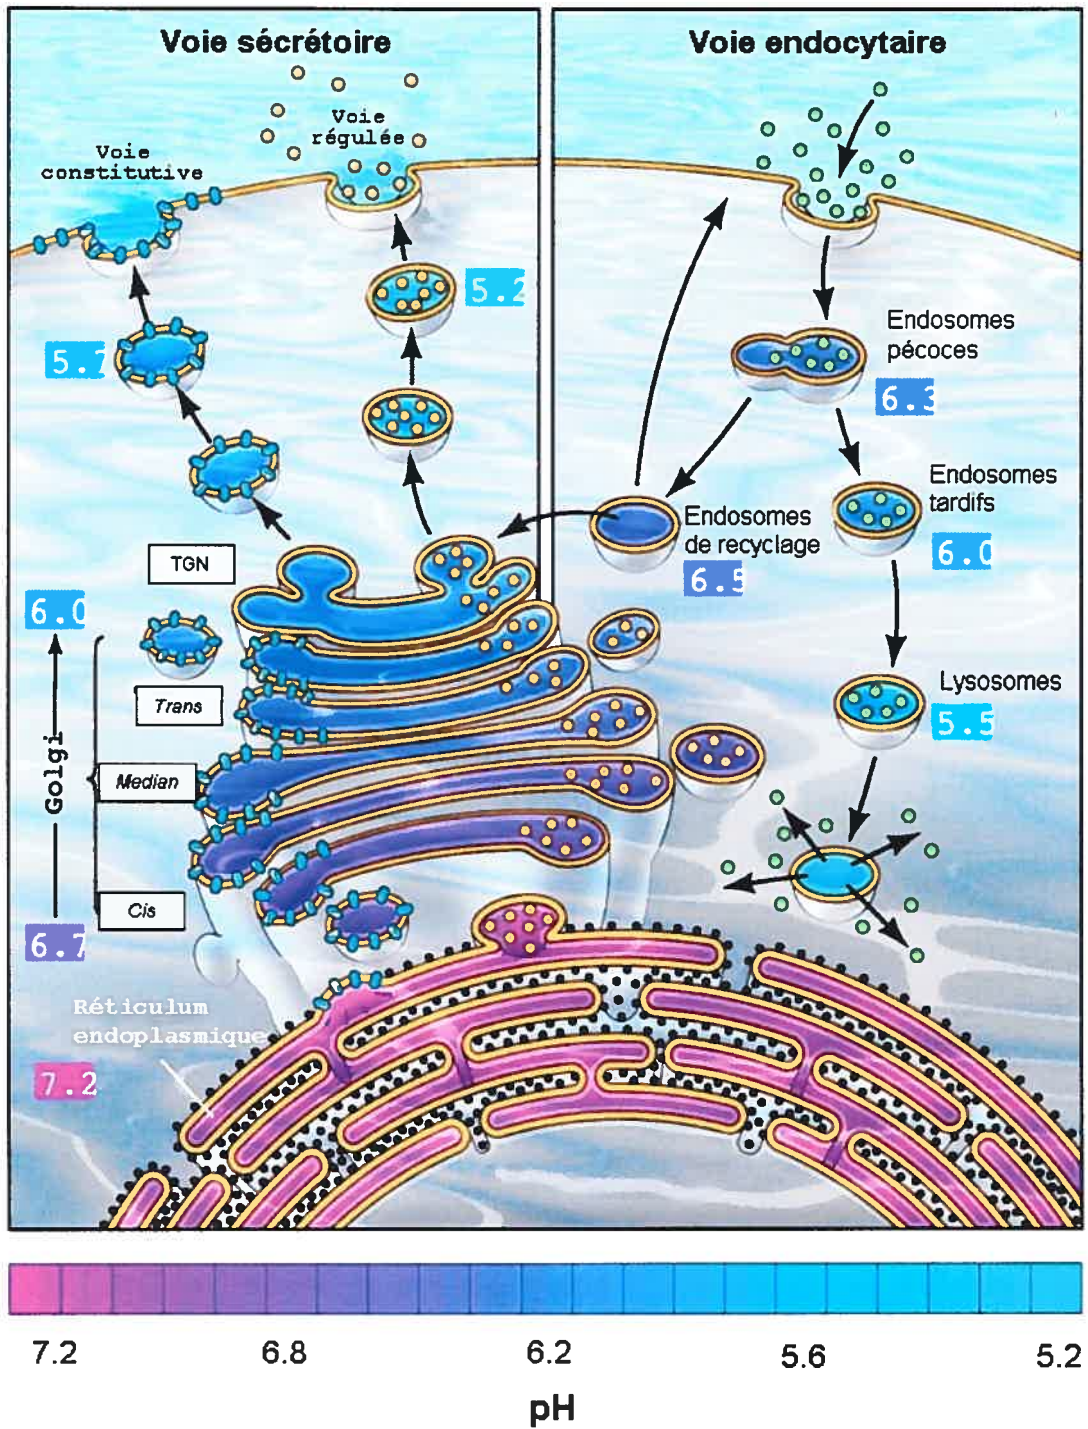 Voie sécrétoire
Voie
régulée
Voie
constitutive
5.2
5.7
TGN
6.0
Trans
Golgi
Median
Cis
6.7
Réticulum
endoplasmique
7.2
Voie endocytaire
Endosomes
pécoces
6.3
Endosomes
tardifs
6.0
Endosomes
de recyclage
6.5
Lysosomes
5.5
7.2 6.8 6.2 5.6 5.2
pH